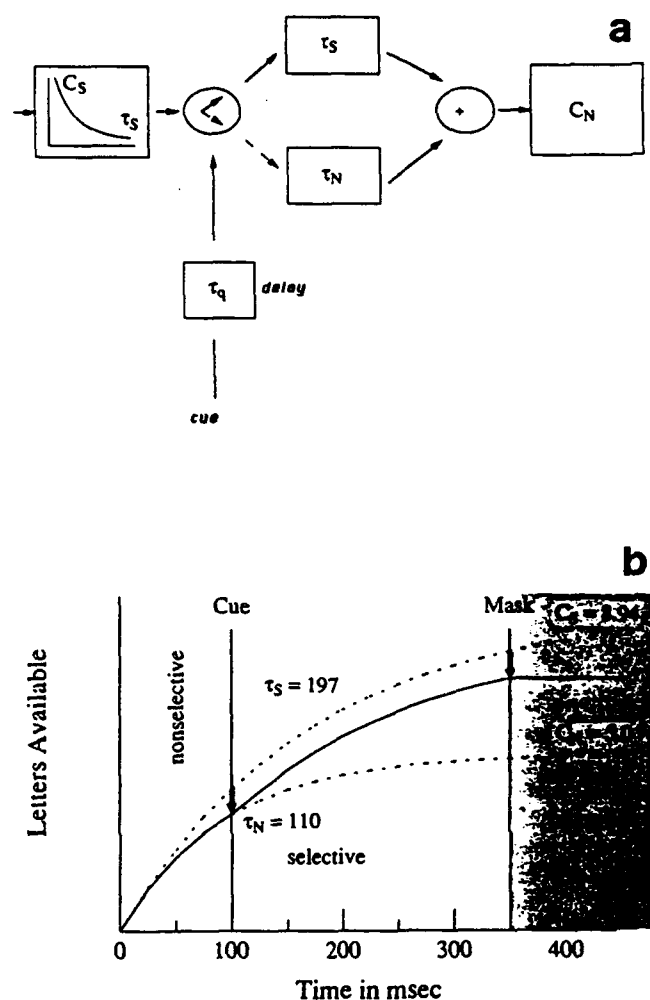 a
C_S
τ_S
τ_S
τ_N
+
C_N
τ_q
delay
cue
b
Cue
Mask
nonselective
τ_S = 197
Letters Available
τ_N = 110
selective
0 100 200 300 400
Time in msec